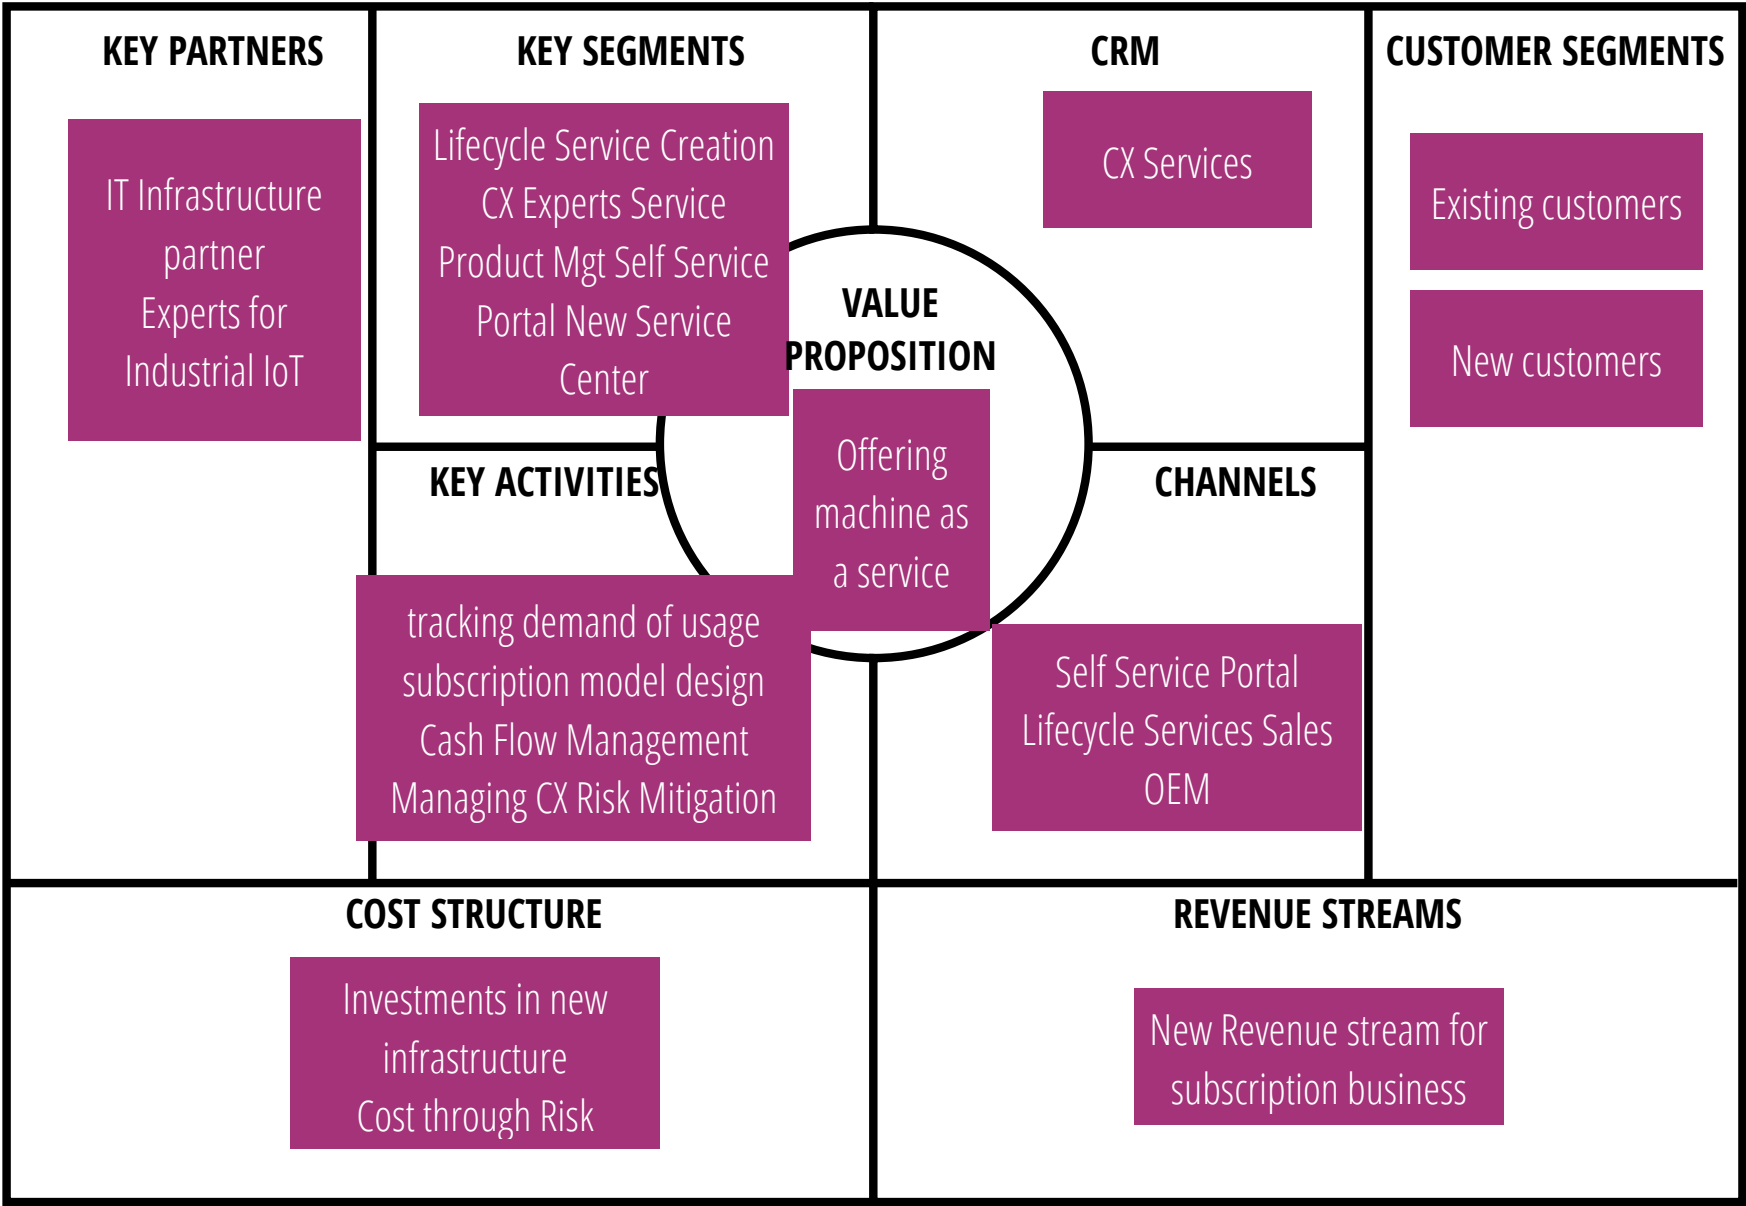 KEY PARTNERS
IT Infrastructure
partner
Experts for
Industrial IoT
KEY SEGMENTS
Lifecycle Service Creation
CX Experts Service
Product Mgt Self Service
Portal New Service
Center
KEY ACTIVITIES
tracking demand of usage
subscription model design
Cash Flow Management
Managing CX Risk Mitigation
VALUE
PROPOSITION
Offering
machine as
a service
CRM
CX Services
CHANNELS
Self Service Portal
Lifecycle Services Sales
OEM
CUSTOMER SEGMENTS
Existing customers
New customers
COST STRUCTURE
Investments in new
infrastructure
Cost through Risk
REVENUE STREAMS
New Revenue stream for
subscription business